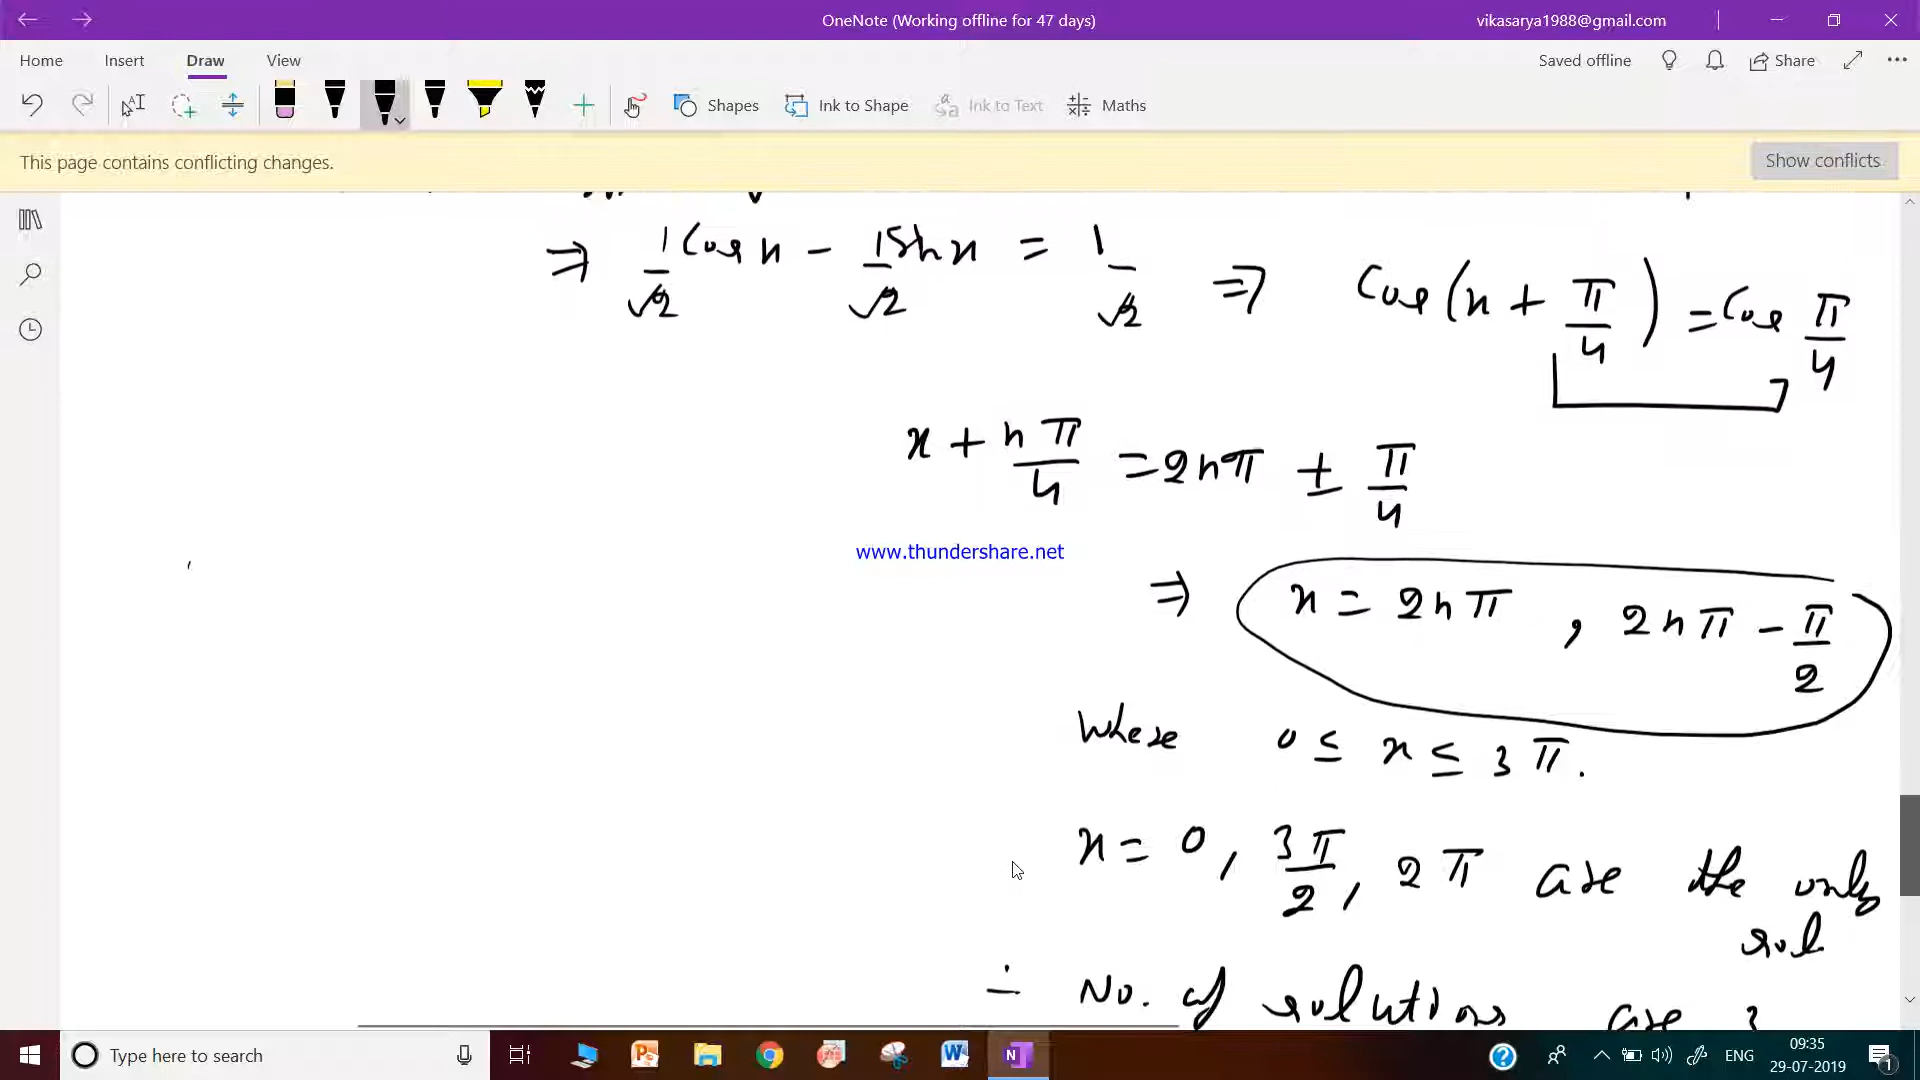 OneNote (Working offline for 47 days)
vikasarya1988@gmail.com
Home Insert Draw View
Saved offline
Share
Shapes
Ink to Shape
Ink to Text
Maths
This page contains conflicting changes.
Show conflicts
⇒ 1/√2 Cos x − 1/√2 Sin x = 1/√2 ⇒ Cos(x + π/4) = Cos π/4
x + nπ/4 = 2nπ ± π/4
www.thundershare.net
⇒ x = 2nπ , 2nπ − π/2
Where 0 ≤ x ≤ 3π.
x = 0, 3π/2, 2π are the only
sol
∴ No. of solutions are 3
Type here to search
ENG
09:35
29-07-2019
1